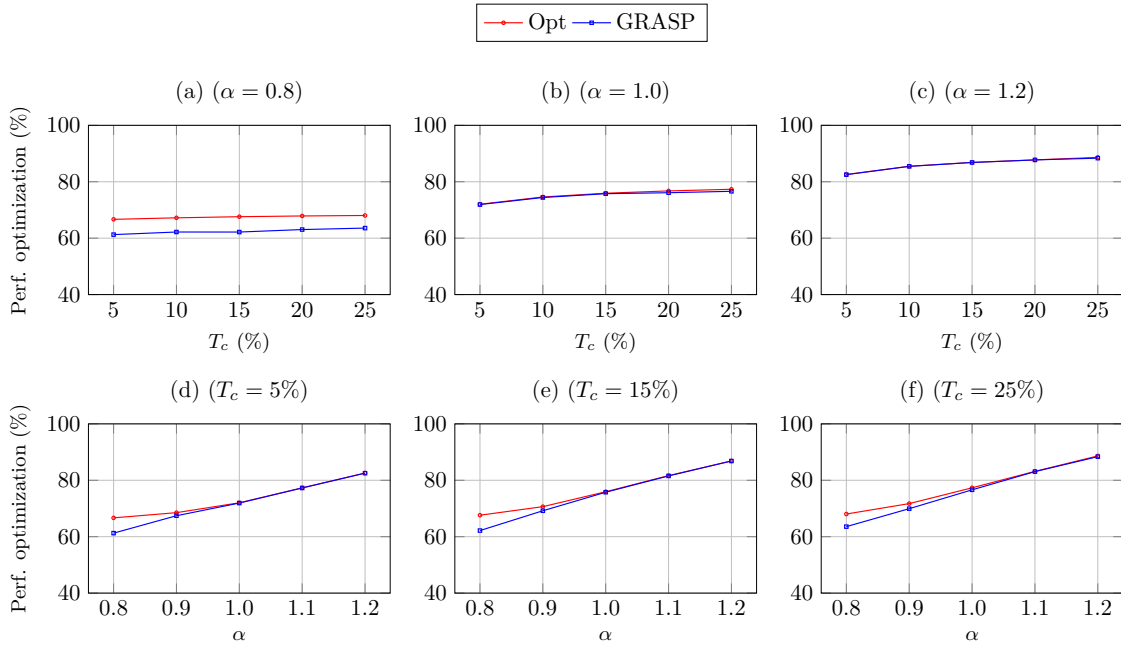 Opt GRASP
(a) (α = 0.8)
(b) (α = 1.0)
(c) (α = 1.2)
Perf. optimization (%)
100
80
60
40
5 10 15 20 25
T_c (%)
100
80
60
40
5 10 15 20 25
T_c (%)
100
80
60
40
5 10 15 20 25
T_c (%)
(d) (T_c = 5%)
(e) (T_c = 15%)
(f) (T_c = 25%)
Perf. optimization (%)
100
80
60
40
0.8 0.9 1.0 1.1 1.2
α
100
80
60
40
0.8 0.9 1.0 1.1 1.2
α
100
80
60
40
0.8 0.9 1.0 1.1 1.2
α